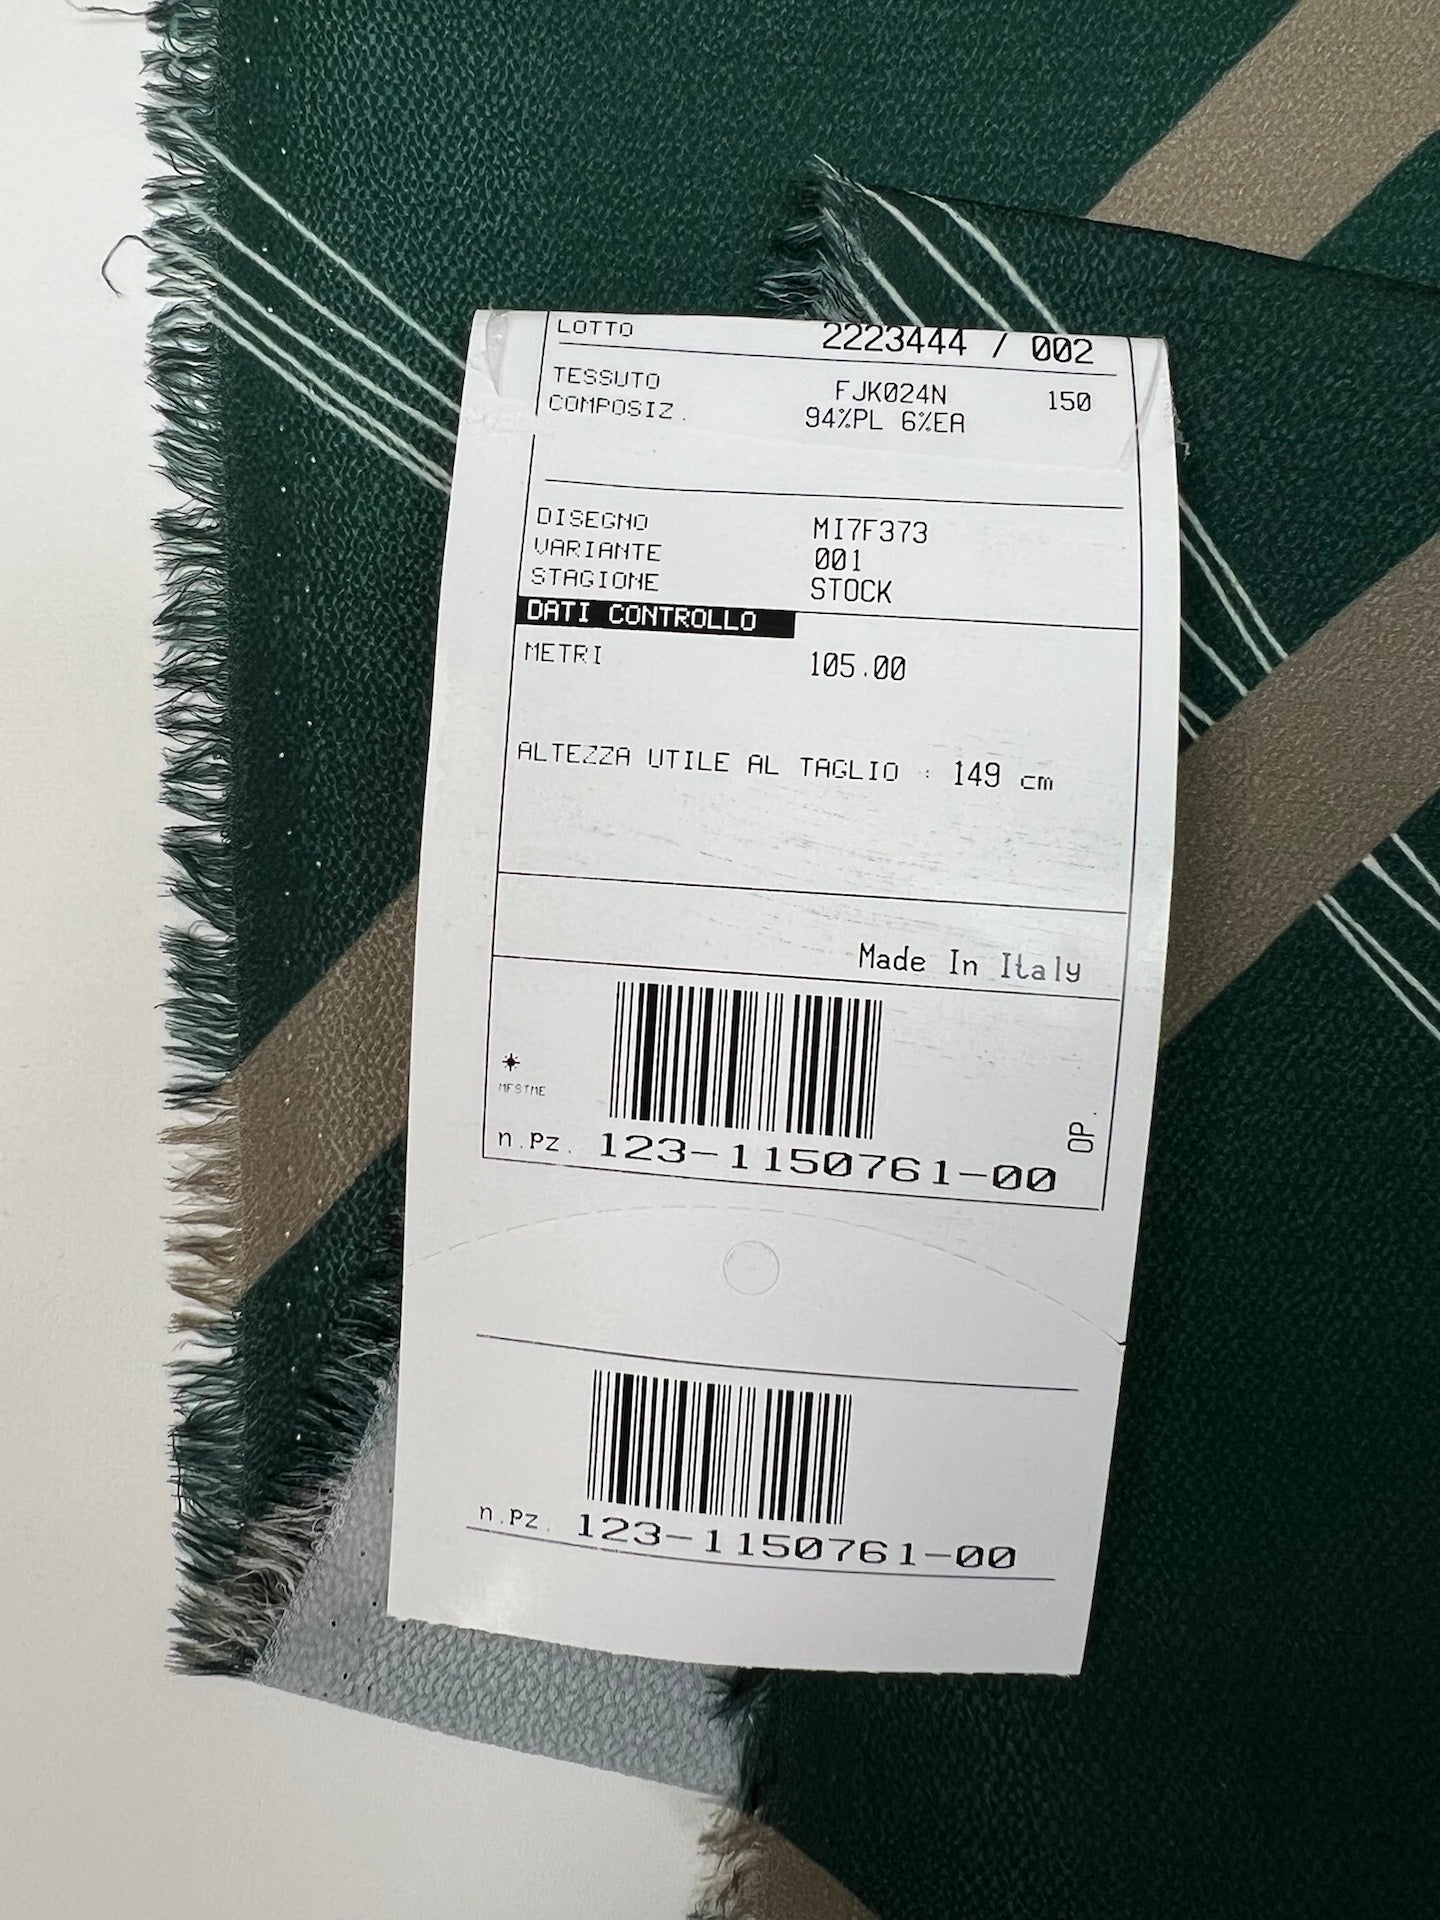 LOTTO 2223444 / 002
TESSUTO FJK024N 150
COMPOSIZ. 94%PL 6%EA
DISEGNO MI7F373
VARIANTE 001
STAGIONE STOCK
DATI CONTROLLO
METRI 105.00
ALTEZZA UTILE AL TAGLIO : 149 cm
Made In Italy
n.Pz. 123-1150761-00
OP.
n.Pz. 123-1150761-00